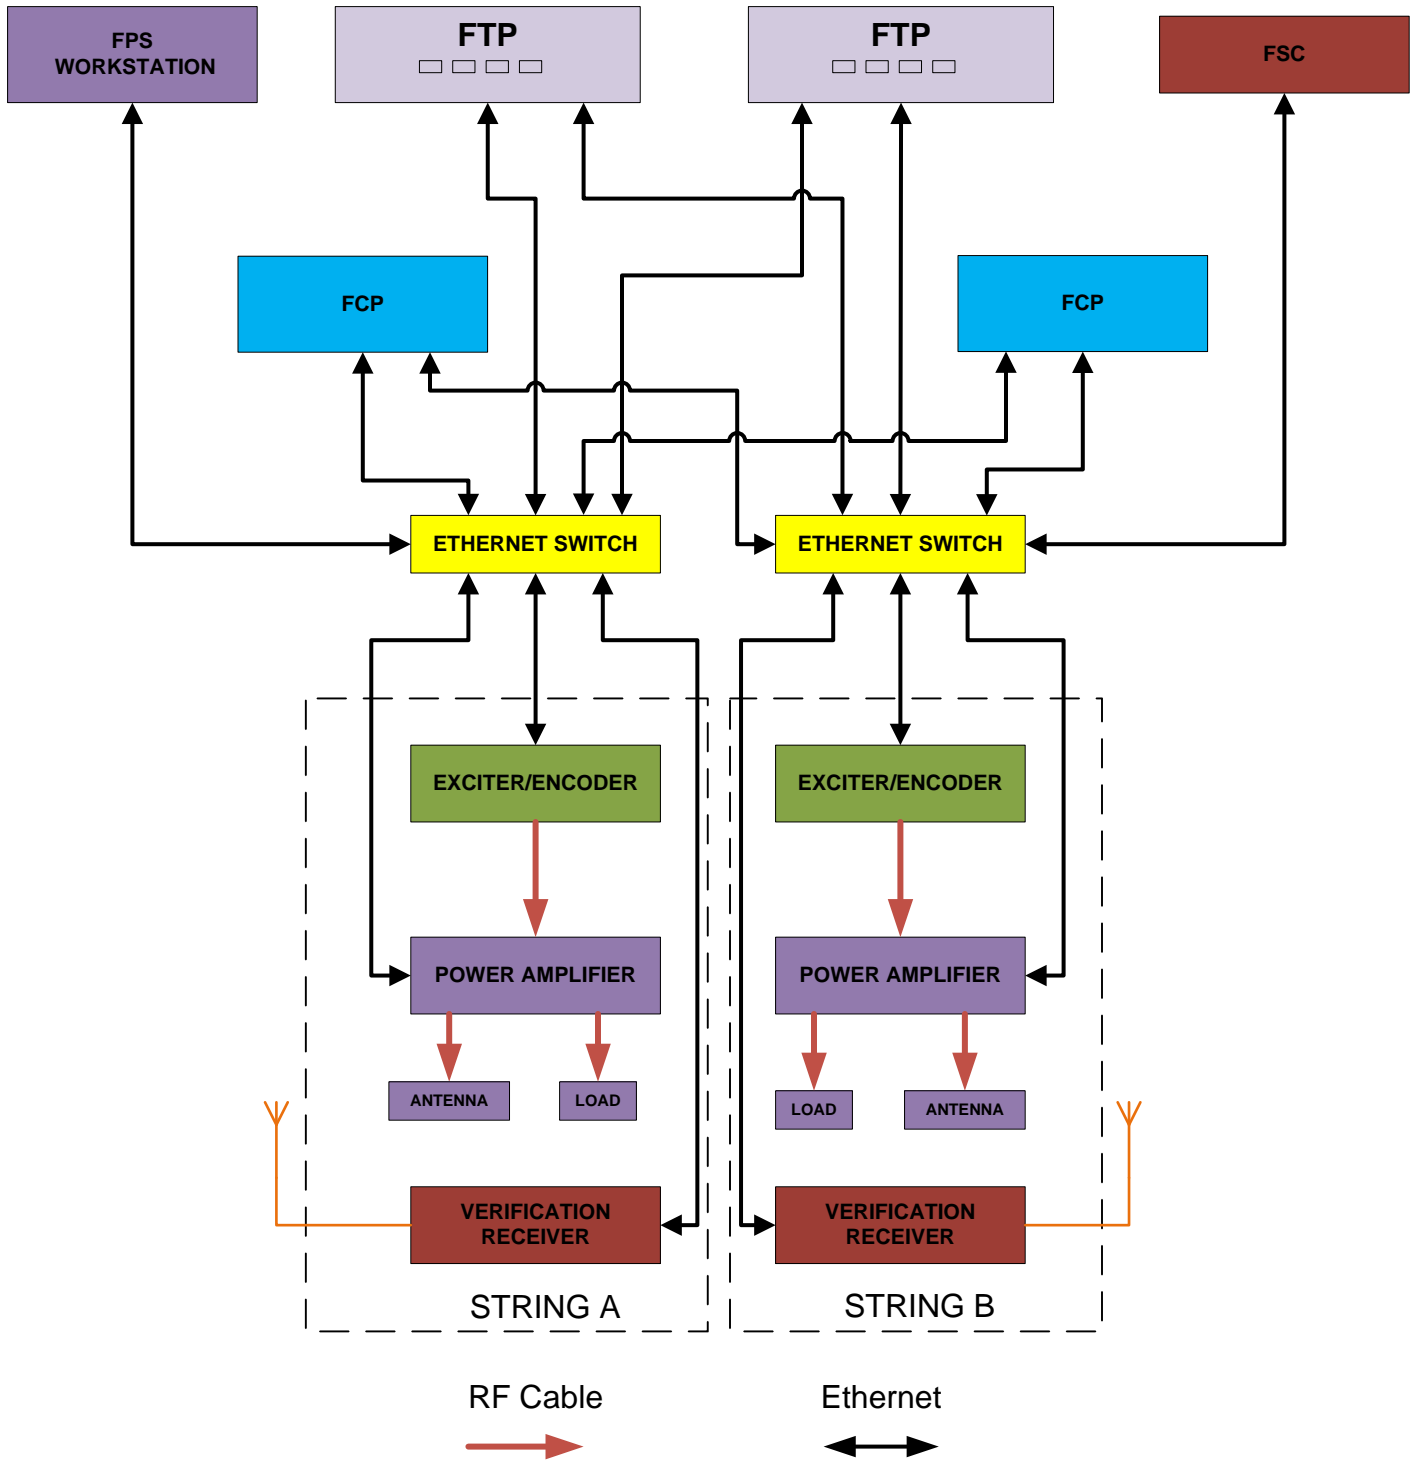 FPS
WORKSTATION
FTP
FTP
FSC
FCP
FCP
ETHERNET SWITCH
ETHERNET SWITCH
EXCITER/ENCODER
EXCITER/ENCODER
POWER AMPLIFIER
POWER AMPLIFIER
ANTENNA
LOAD
LOAD
ANTENNA
VERIFICATION
RECEIVER
VERIFICATION
RECEIVER
STRING A
STRING B
RF Cable
Ethernet